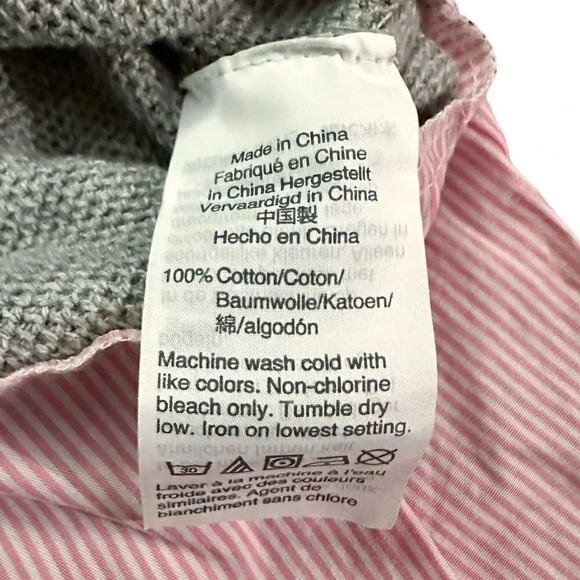 Made in China
Fabriqué en Chine
in China Hergestellt
Vervaardigd in China
中国製
Hecho en China
100% Cotton/Coton/
Baumwolle/Katoen/
綿/algodón
Machine wash cold with
like colors. Non-chlorine
bleach only. Tumble dry
low. Iron on lowest setting.
30
Laver à la machine à l'eau
froide avec des couleurs
similaires. Agent de
blanchiment sans chlore